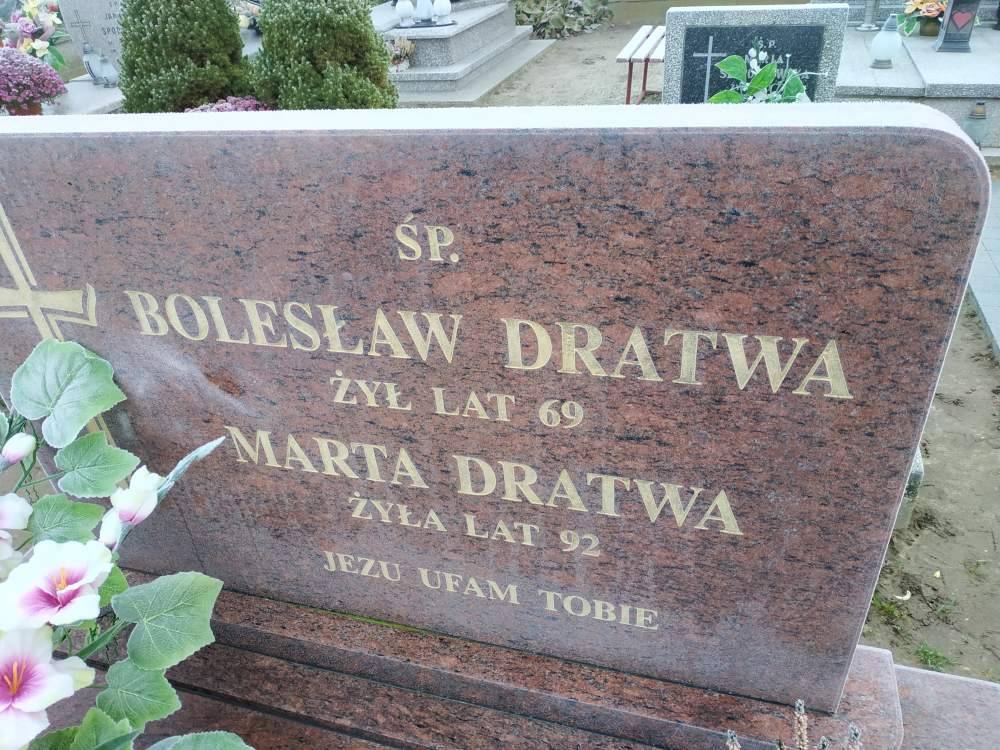 ŚP.
BOLESŁAW DRATWA
ŻYŁ LAT 69
MARTA DRATWA
ŻYŁA LAT 92
JEZU UFAM TOBIE